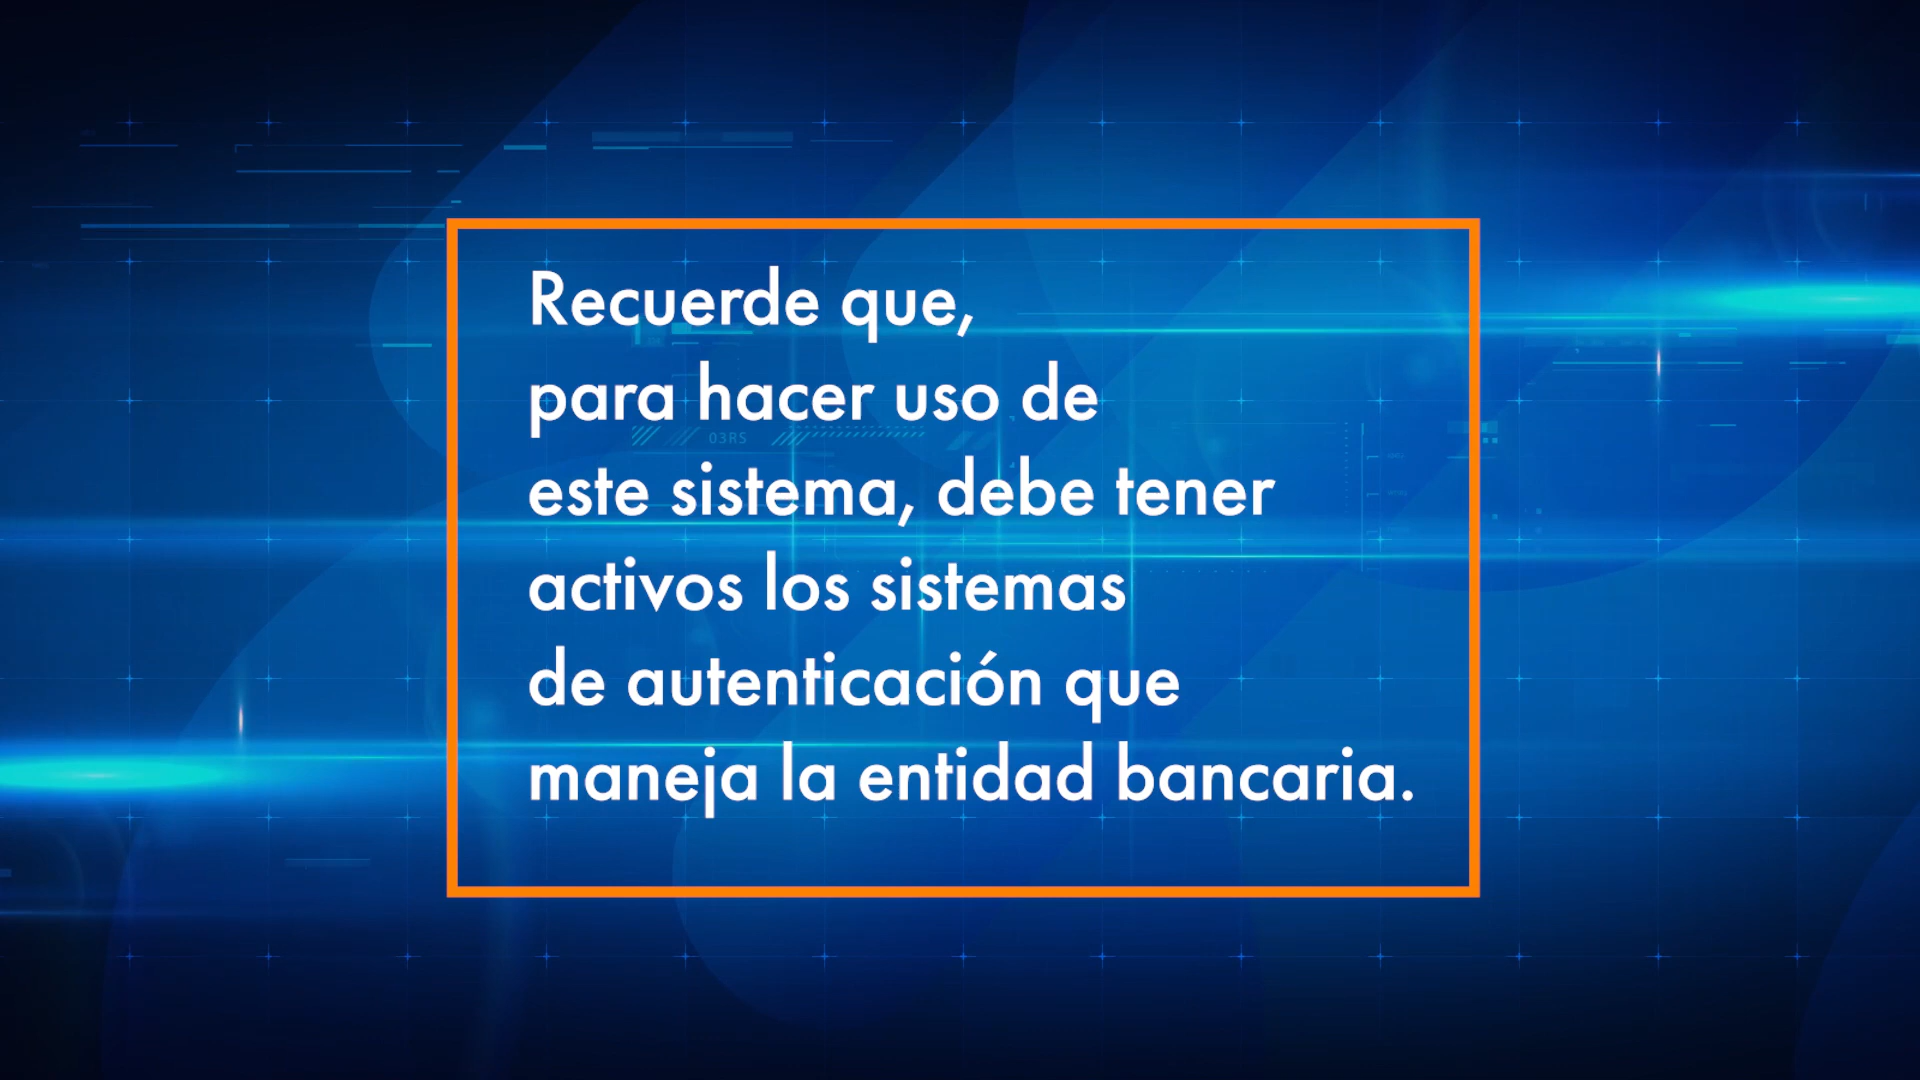 Recuerde que,
para hacer uso de
este sistema, debe tener
activos los sistemas
de autenticación que
maneja la entidad bancaria.
03RS